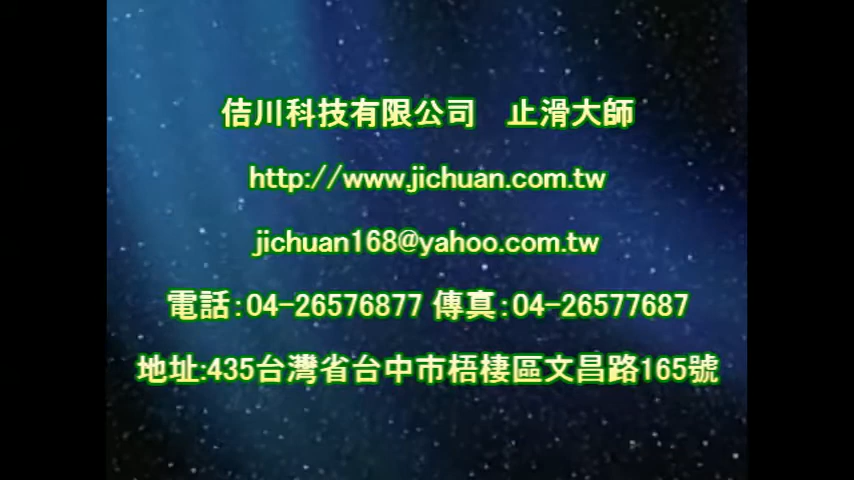 佶川科技有限公司　止滑大師
http://www.jichuan.com.tw
jichuan168@yahoo.com.tw
電話:04-26576877 傳真:04-26577687
地址:435台灣省台中市梧棲區文昌路165號